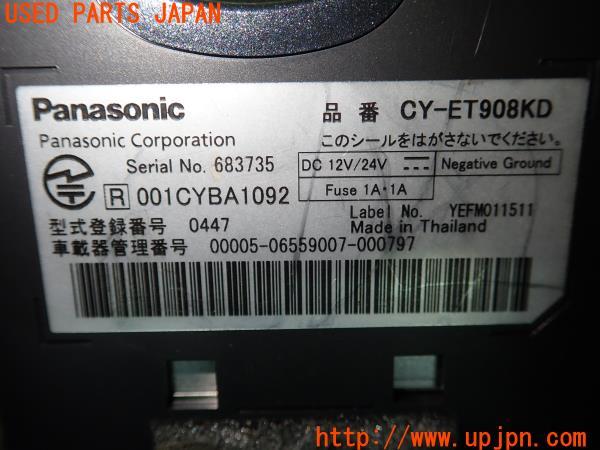 USED PARTS JAPAN
Panasonic
品番 CY-ET908KD
Panasonic Corporation
このシールをはがさないでください。
Serial No. 683735
DC 12V/24V
Negative Ground
Fuse 1A・1A
R 001CYBA1092
Label No. YEFM011511
型式登録番号 0447
Made in Thailand
車載器管理番号 00005-06559007-000797
http://www.upjpn.com/